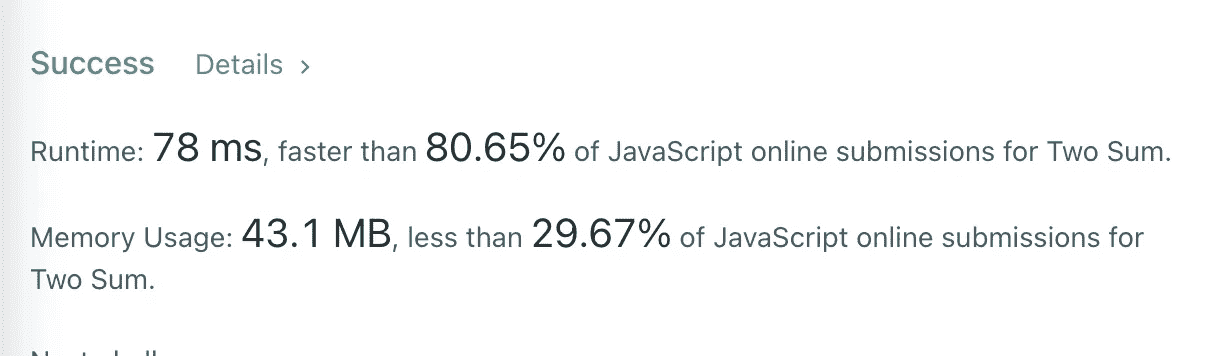 Success Details >
Runtime: 78 ms, faster than 80.65% of JavaScript online submissions for Two Sum.
Memory Usage: 43.1 MB, less than 29.67% of JavaScript online submissions for
Two Sum.